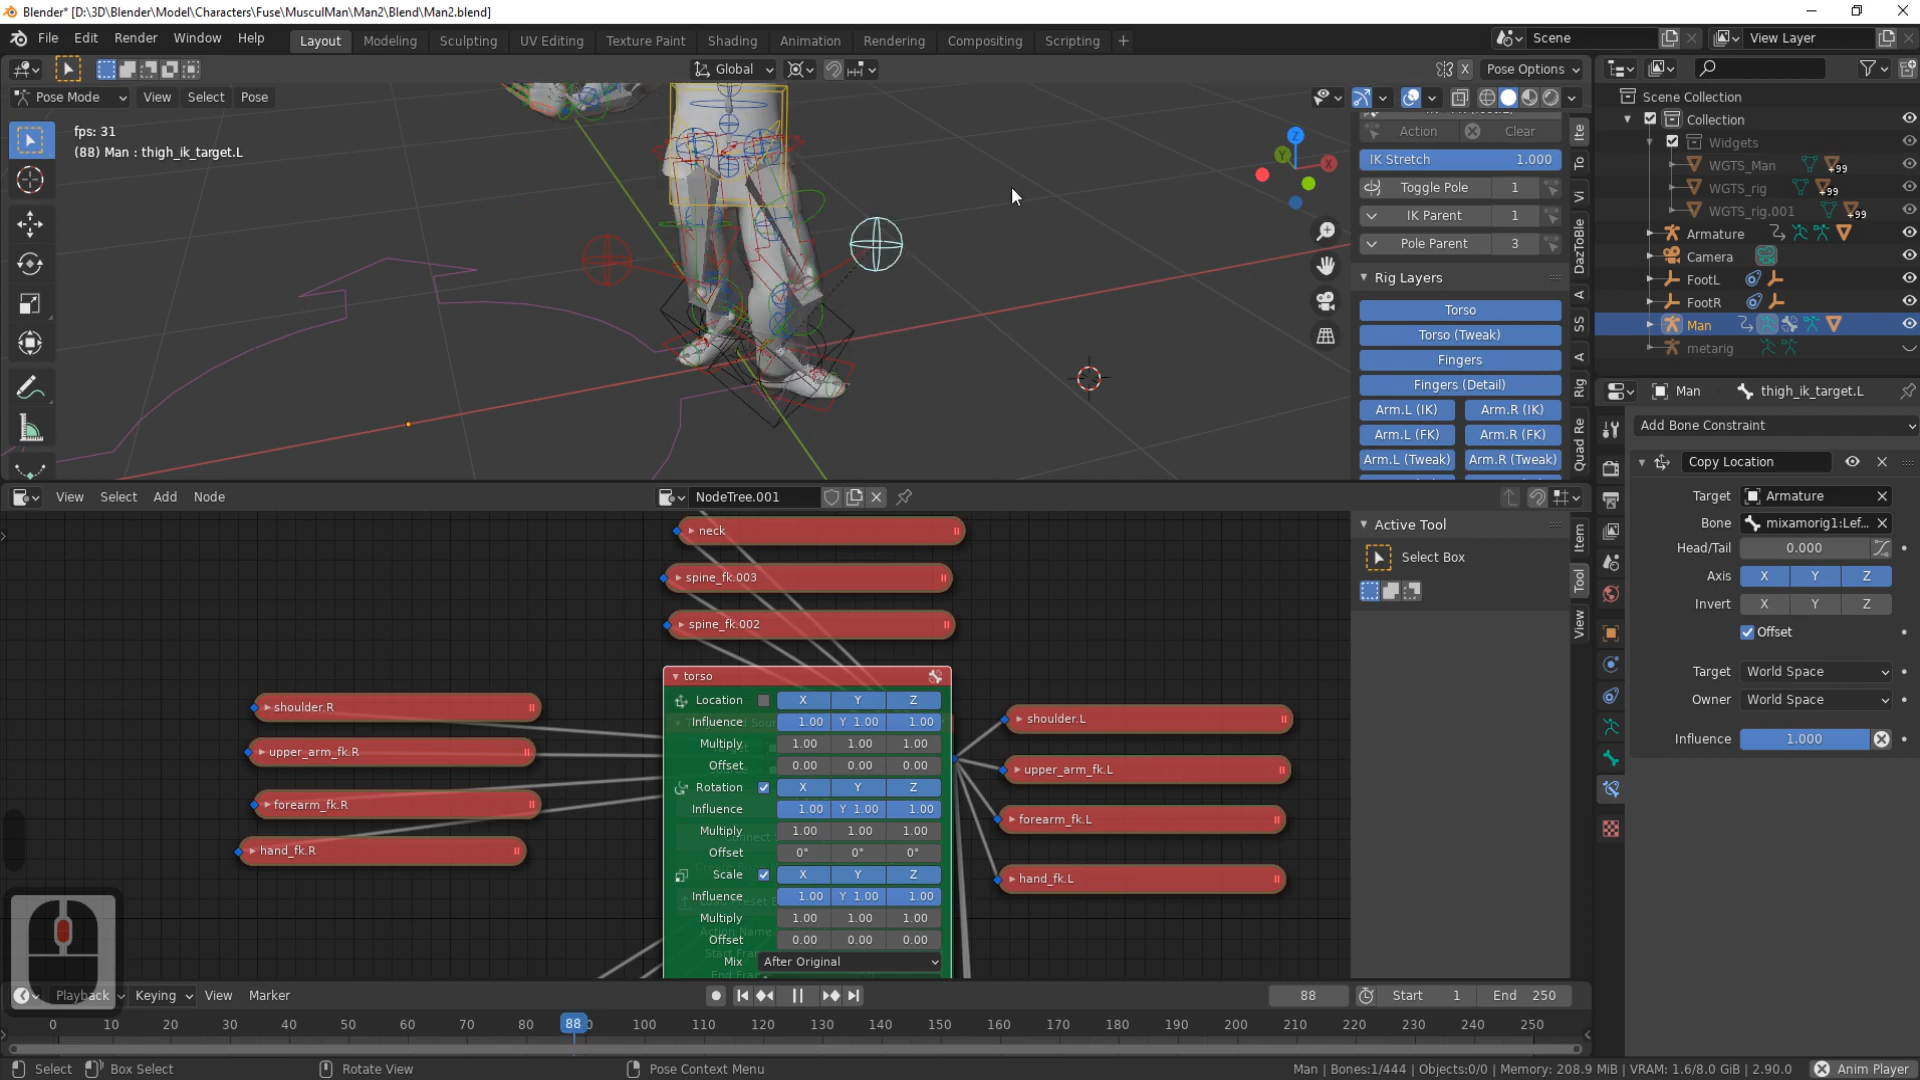 Blender* [D:\3D\Blender\Model\Characters\Fuse\MusculMan\Man2\Blend\Man2.blend]
File Edit Render Window Help Layout Modeling Sculpting UV Editing Texture Paint Shading Animation Rendering Compositing Scripting + Scene View Layer
Global X Pose Options
Pose Mode View Select Pose
fps: 31
(88) Man : thigh_ik_target.L
Action Clear
IK Stretch 1.000
Toggle Pole 1
IK Parent 1
Pole Parent 3
Rig Layers
Torso
Torso (Tweak)
Fingers
Fingers (Detail)
Arm.L (IK) Arm.R (IK)
Arm.L (FK) Arm.R (FK)
Arm.L (Tweak) Arm.R (Tweak)
Ite
To
Vi
DazToBle
A
SS
A
Rig
Quad Re
Scene Collection
Collection
Widgets
WGTS_Man +99
WGTS_rig +99
WGTS_rig.001 +99
Armature
Camera
FootL
FootR
Man
metarig
Man thigh_ik_target.L
Add Bone Constraint
Copy Location
Target Armature
Bone mixamorig1:Lef...
Head/Tail 0.000
Axis X Y Z
Invert X Y Z
Offset
Target World Space
Owner World Space
Influence 1.000
View Select Add Node NodeTree.001
neck
spine_fk.003
spine_fk.002
torso
Location X Y Z
Influence 1.00 Y 1.00 1.00
Multiply 1.00 1.00 1.00
Offset 0.00 0.00 0.00
Rotation X Y Z
Influence 1.00 Y 1.00 1.00
Multiply 1.00 1.00 1.00
Offset 0° 0° 0°
Scale X Y Z
Influence 1.00 Y 1.00 1.00
Multiply 1.00 1.00 1.00
Offset 0.00 0.00 0.00
Mix After Original
shoulder.R
upper_arm_fk.R
forearm_fk.R
hand_fk.R
shoulder.L
upper_arm_fk.L
forearm_fk.L
hand_fk.L
Active Tool
Select Box
Item
Tool
View
Playback Keying View Marker 88 Start 1 End 250
0 10 20 30 40 50 60 70 80 88 100 110 120 130 140 150 160 170 180 190 200 210 220 230 240 250
Select Box Select Rotate View Pose Context Menu Man | Bones:1/444 | Objects:0/0 | Memory: 208.9 MiB | VRAM: 1.6/8.0 GiB | 2.90.0 Anim Player